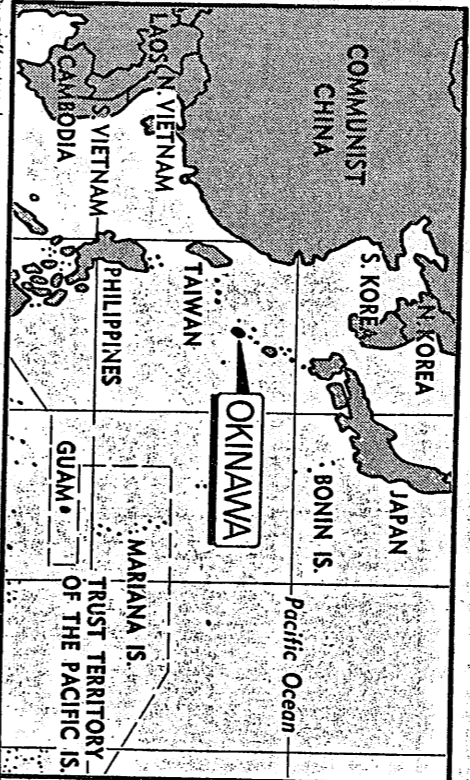 COMMUNIST
CHINA
N. KOREA
S. KOREA
JAPAN
LAOS
N. VIETNAM
S. VIETNAM
CAMBODIA
TAIWAN
PHILIPPINES
OKINAWA
BONIN IS.
Pacific Ocean
MARIANA IS.
GUAM
TRUST TERRITORY
OF THE PACIFIC IS.